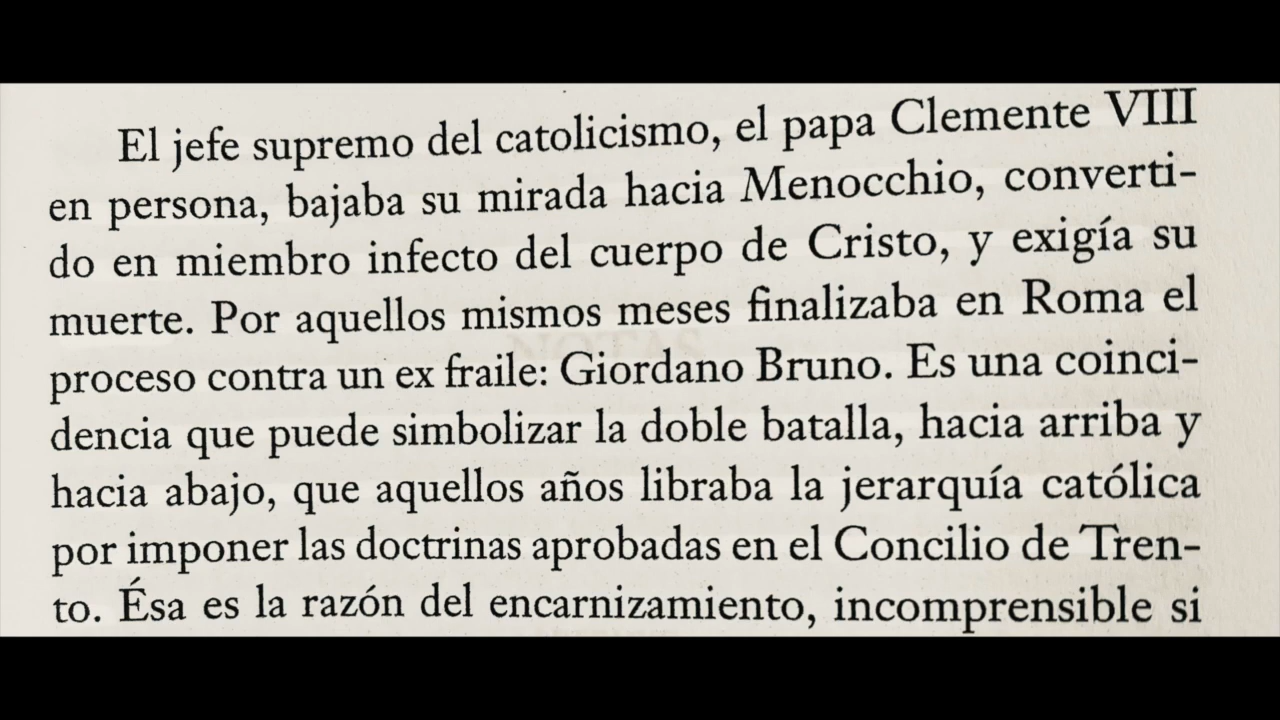 El jefe supremo del catolicismo, el papa Clemente VIII
en persona, bajaba su mirada hacia Menocchio, converti-
do en miembro infecto del cuerpo de Cristo, y exigía su
muerte. Por aquellos mismos meses finalizaba en Roma el
proceso contra un ex fraile: Giordano Bruno. Es una coinci-
dencia que puede simbolizar la doble batalla, hacia arriba y
hacia abajo, que aquellos años libraba la jerarquía católica
por imponer las doctrinas aprobadas en el Concilio de Tren-
to. Ésa es la razón del encarnizamiento, incomprensible si